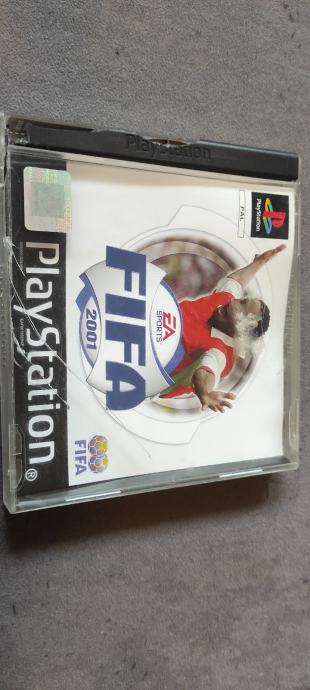 PlayStation
PlayStation
PAL
PlayStation®
EA
SPORTS
FIFA
2001
FIFA